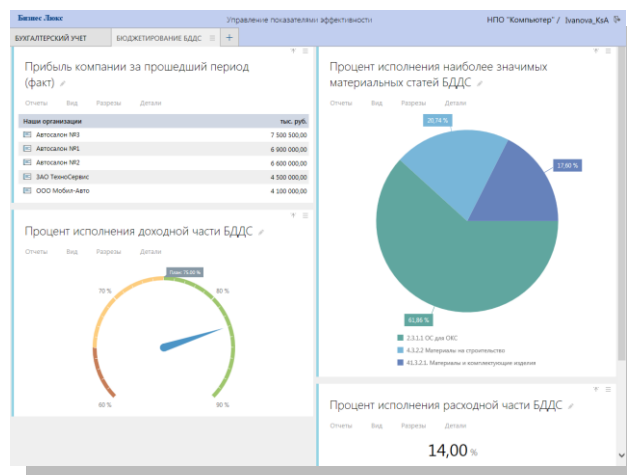 Бизнес Люкс
Управление показателями эффективности
НПО "Компьютер" / Ivanova_KsA
БУХГАЛТЕРСКИЙ УЧЕТ
БЮДЖЕТИРОВАНИЕ БДДС
+
Прибыль компании за прошедший период
(факт)
Отчеты Вид Разрезы Детали
Наши организации тыс. руб.
Автосалон №3 7 500 500,00
Автосалон №1 6 900 000,00
Автосалон №2 6 600 000,00
ЗАО ТехноСервис 4 500 000,00
ООО Мобил-Авто 4 100 000,00
Процент исполнения доходной части БДДС
Отчеты Вид Разрезы Детали
План 75,00 %
70 % 80 %
60 % 90 %
Процент исполнения наиболее значимых
материальных статей БДДС
Отчеты Вид Разрезы Детали
20,74 %
17,60 %
61,66 %
2,3.1.1 ОС для ОКС
4,3.2.2 Материалы на строительство
41,3.2.1. Материалы и комплектующие изделия
Процент исполнения расходной части БДДС
Отчеты Вид Разрезы Детали
14,00 %